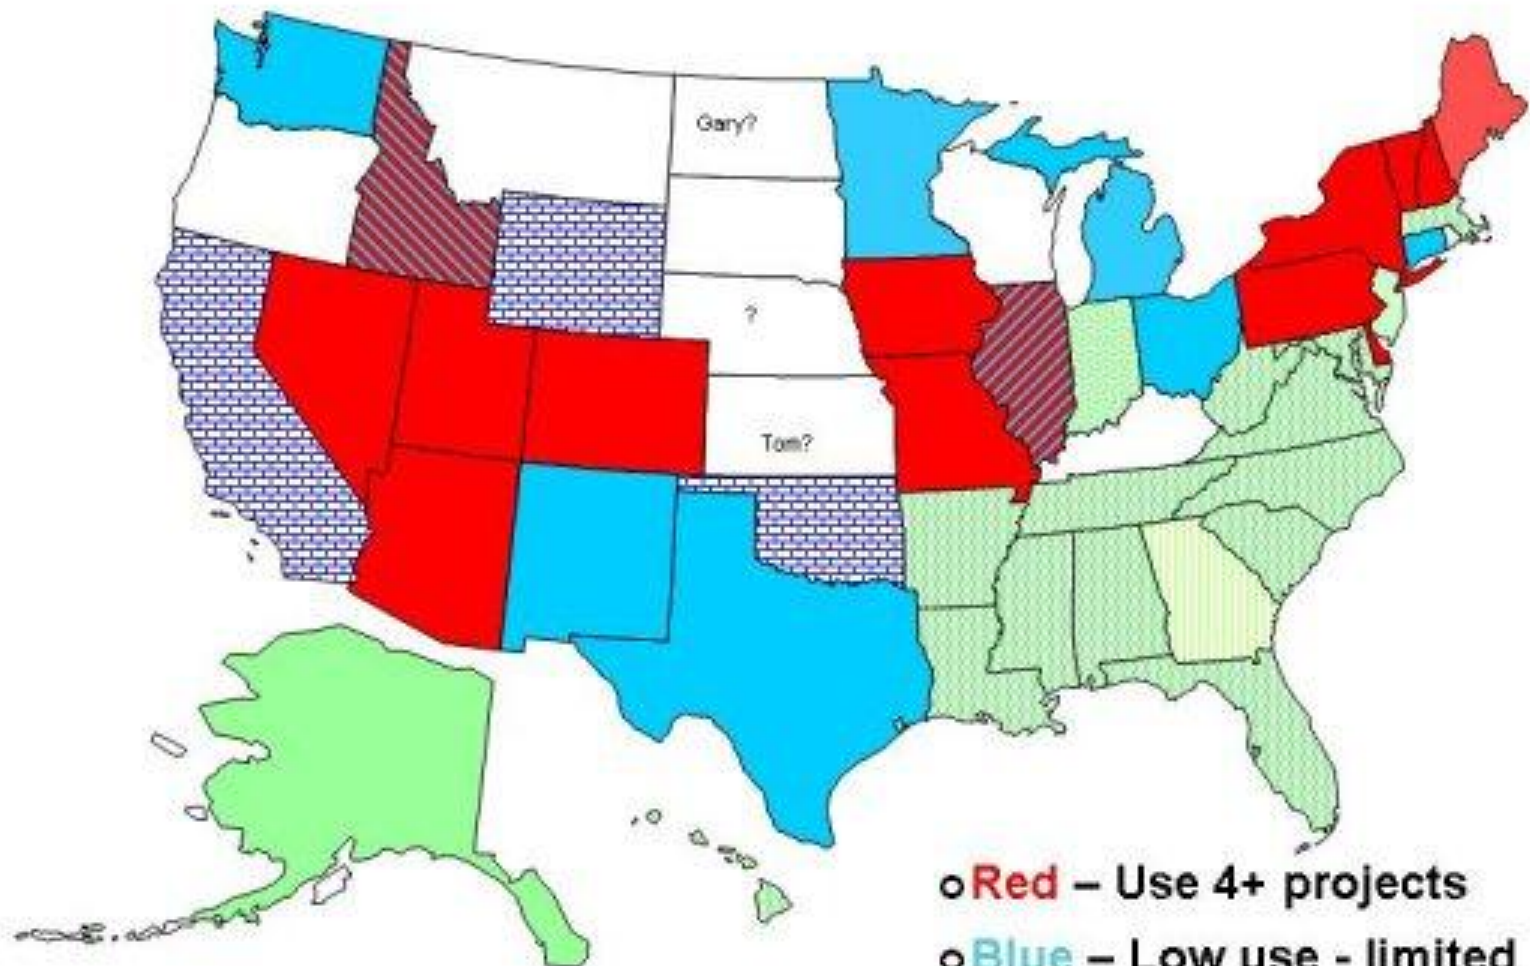 Gary?
?
Tom?
o Red – Use 4+ projects
o Blue – Low use - limited